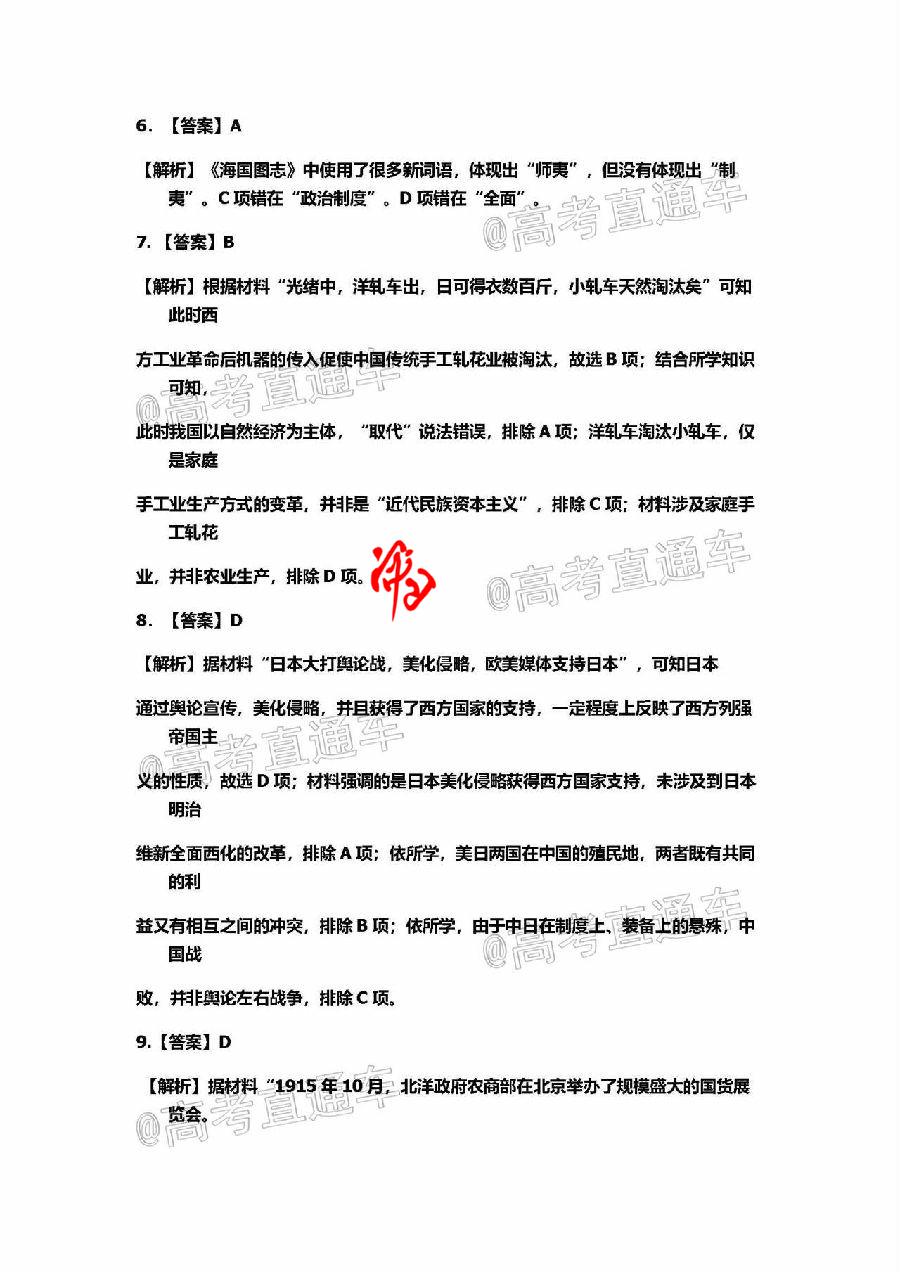 6. 【答案】A
【解析】《海国图志》中使用了很多新词语，体现出“师夷”，但没有体现出“制
夷”。C 项错在“政治制度”。D 项错在“全面”。
@高考直通车
7. 【答案】B
【解析】根据材料“光绪中，洋轧车出，日可得衣数百斤，小轧车天然淘汰矣”可知
此时西
方工业革命后机器的传入促使中国传统手工轧花业被淘汰，故选 B 项；结合所学知识
可知，
@高考直通车
此时我国以自然经济为主体，“取代”说法错误，排除 A 项；洋轧车淘汰小轧车，仅
是家庭
手工业生产方式的变革，并非是“近代民族资本主义”，排除 C 项；材料涉及家庭手
工轧花
业，并非农业生产，排除 D 项。
@高考直通车
8. 【答案】D
【解析】据材料“日本大打舆论战，美化侵略，欧美媒体支持日本”，可知日本
通过舆论宣传，美化侵略，并且获得了西方国家的支持，一定程度上反映了西方列强
帝国主
@高考直通车
义的性质，故选 D 项；材料强调的是日本美化侵略获得西方国家支持，未涉及到日本
明治
维新全面西化的改革，排除 A 项；依所学，美日两国在中国的殖民地，两者既有共同
的利
益又有相互之间的冲突，排除 B 项；依所学，由于中日在制度上、装备上的悬殊，中
国战
@高考直通车
败，并非舆论左右战争，排除 C 项。
9.【答案】D
【解析】据材料“1915 年 10 月，北洋政府农商部在北京举办了规模盛大的国货展
览会。
@高考直通车